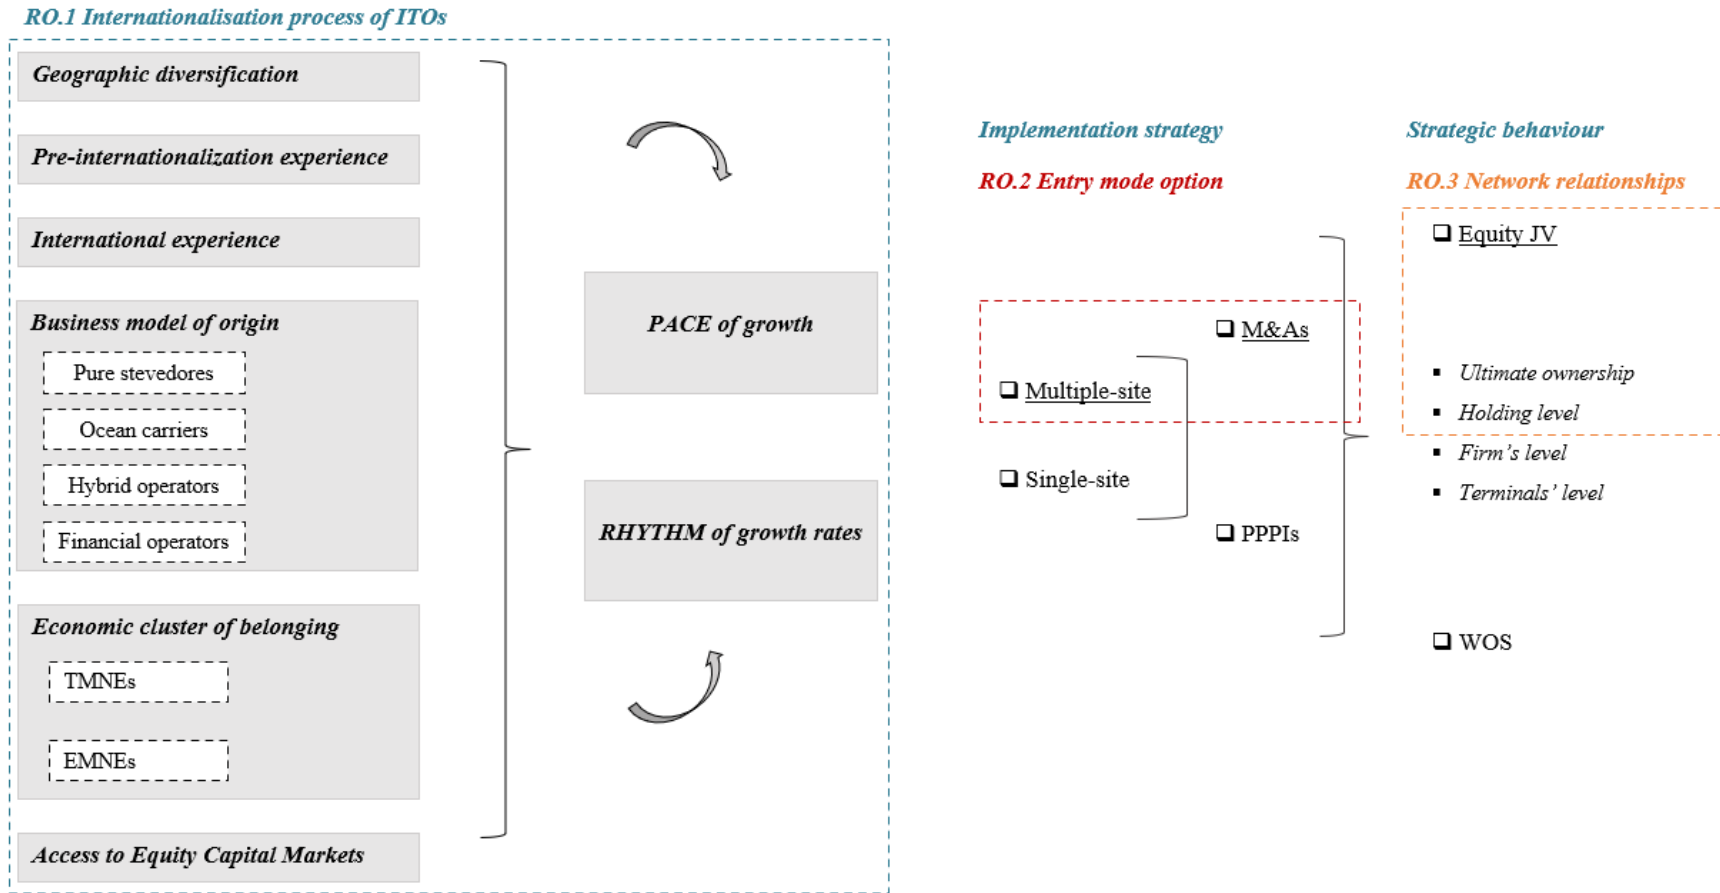 RO.1 Internationalisation process of ITOs
Geographic diversification
Pre-internationalization experience
International experience
Business model of origin
Pure stevedores
Ocean carriers
Hybrid operators
Financial operators
Economic cluster of belonging
TMNEs
EMNEs
Access to Equity Capital Markets
PACE of growth
RHYTHM of growth rates
Implementation strategy
RO.2 Entry mode option
M&As
Multiple-site
Single-site
PPPIs
Strategic behaviour
RO.3 Network relationships
Equity JV
Ultimate ownership
Holding level
Firm’s level
Terminals’ level
WOS